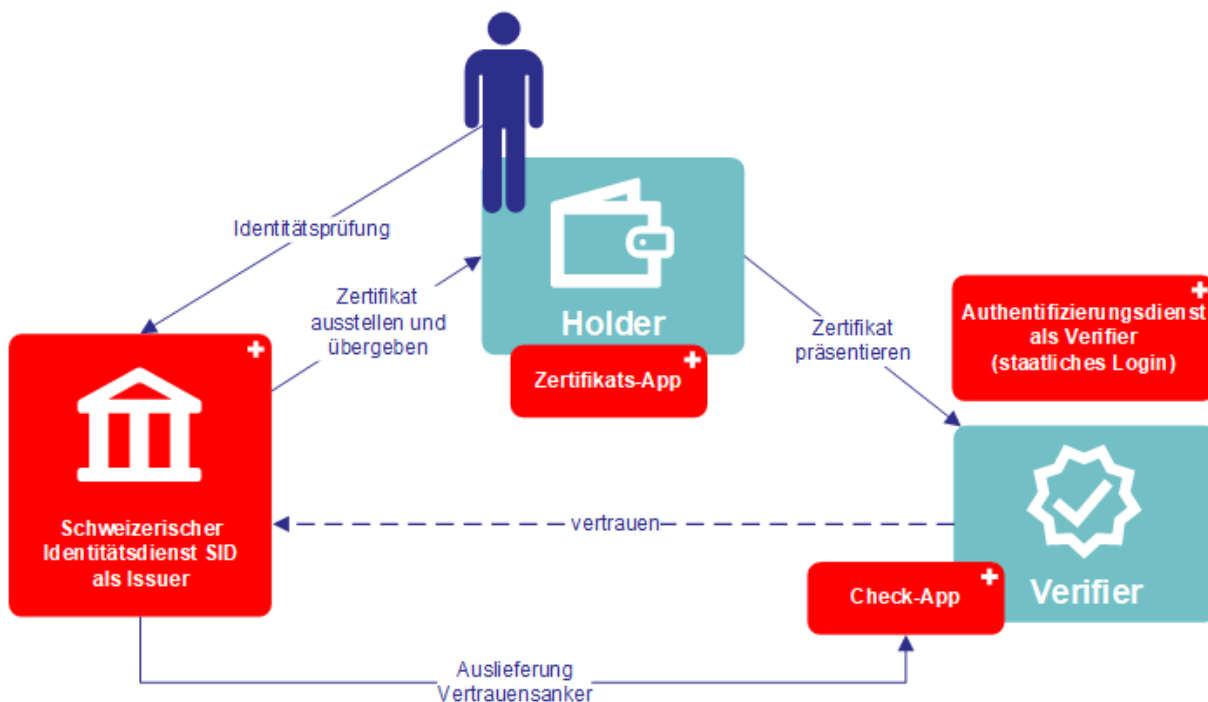 Identitätsprüfung
Zertifikat
ausstellen und
übergeben
Holder
Zertifikats-App
Zertifikat
präsentieren
Authentifizierungsdienst
als Verifier
(staatliches Login)
Schweizerischer
Identitätsdienst SID
als Issuer
vertrauen
Check-App
Verifier
Auslieferung
Vertrauensanker